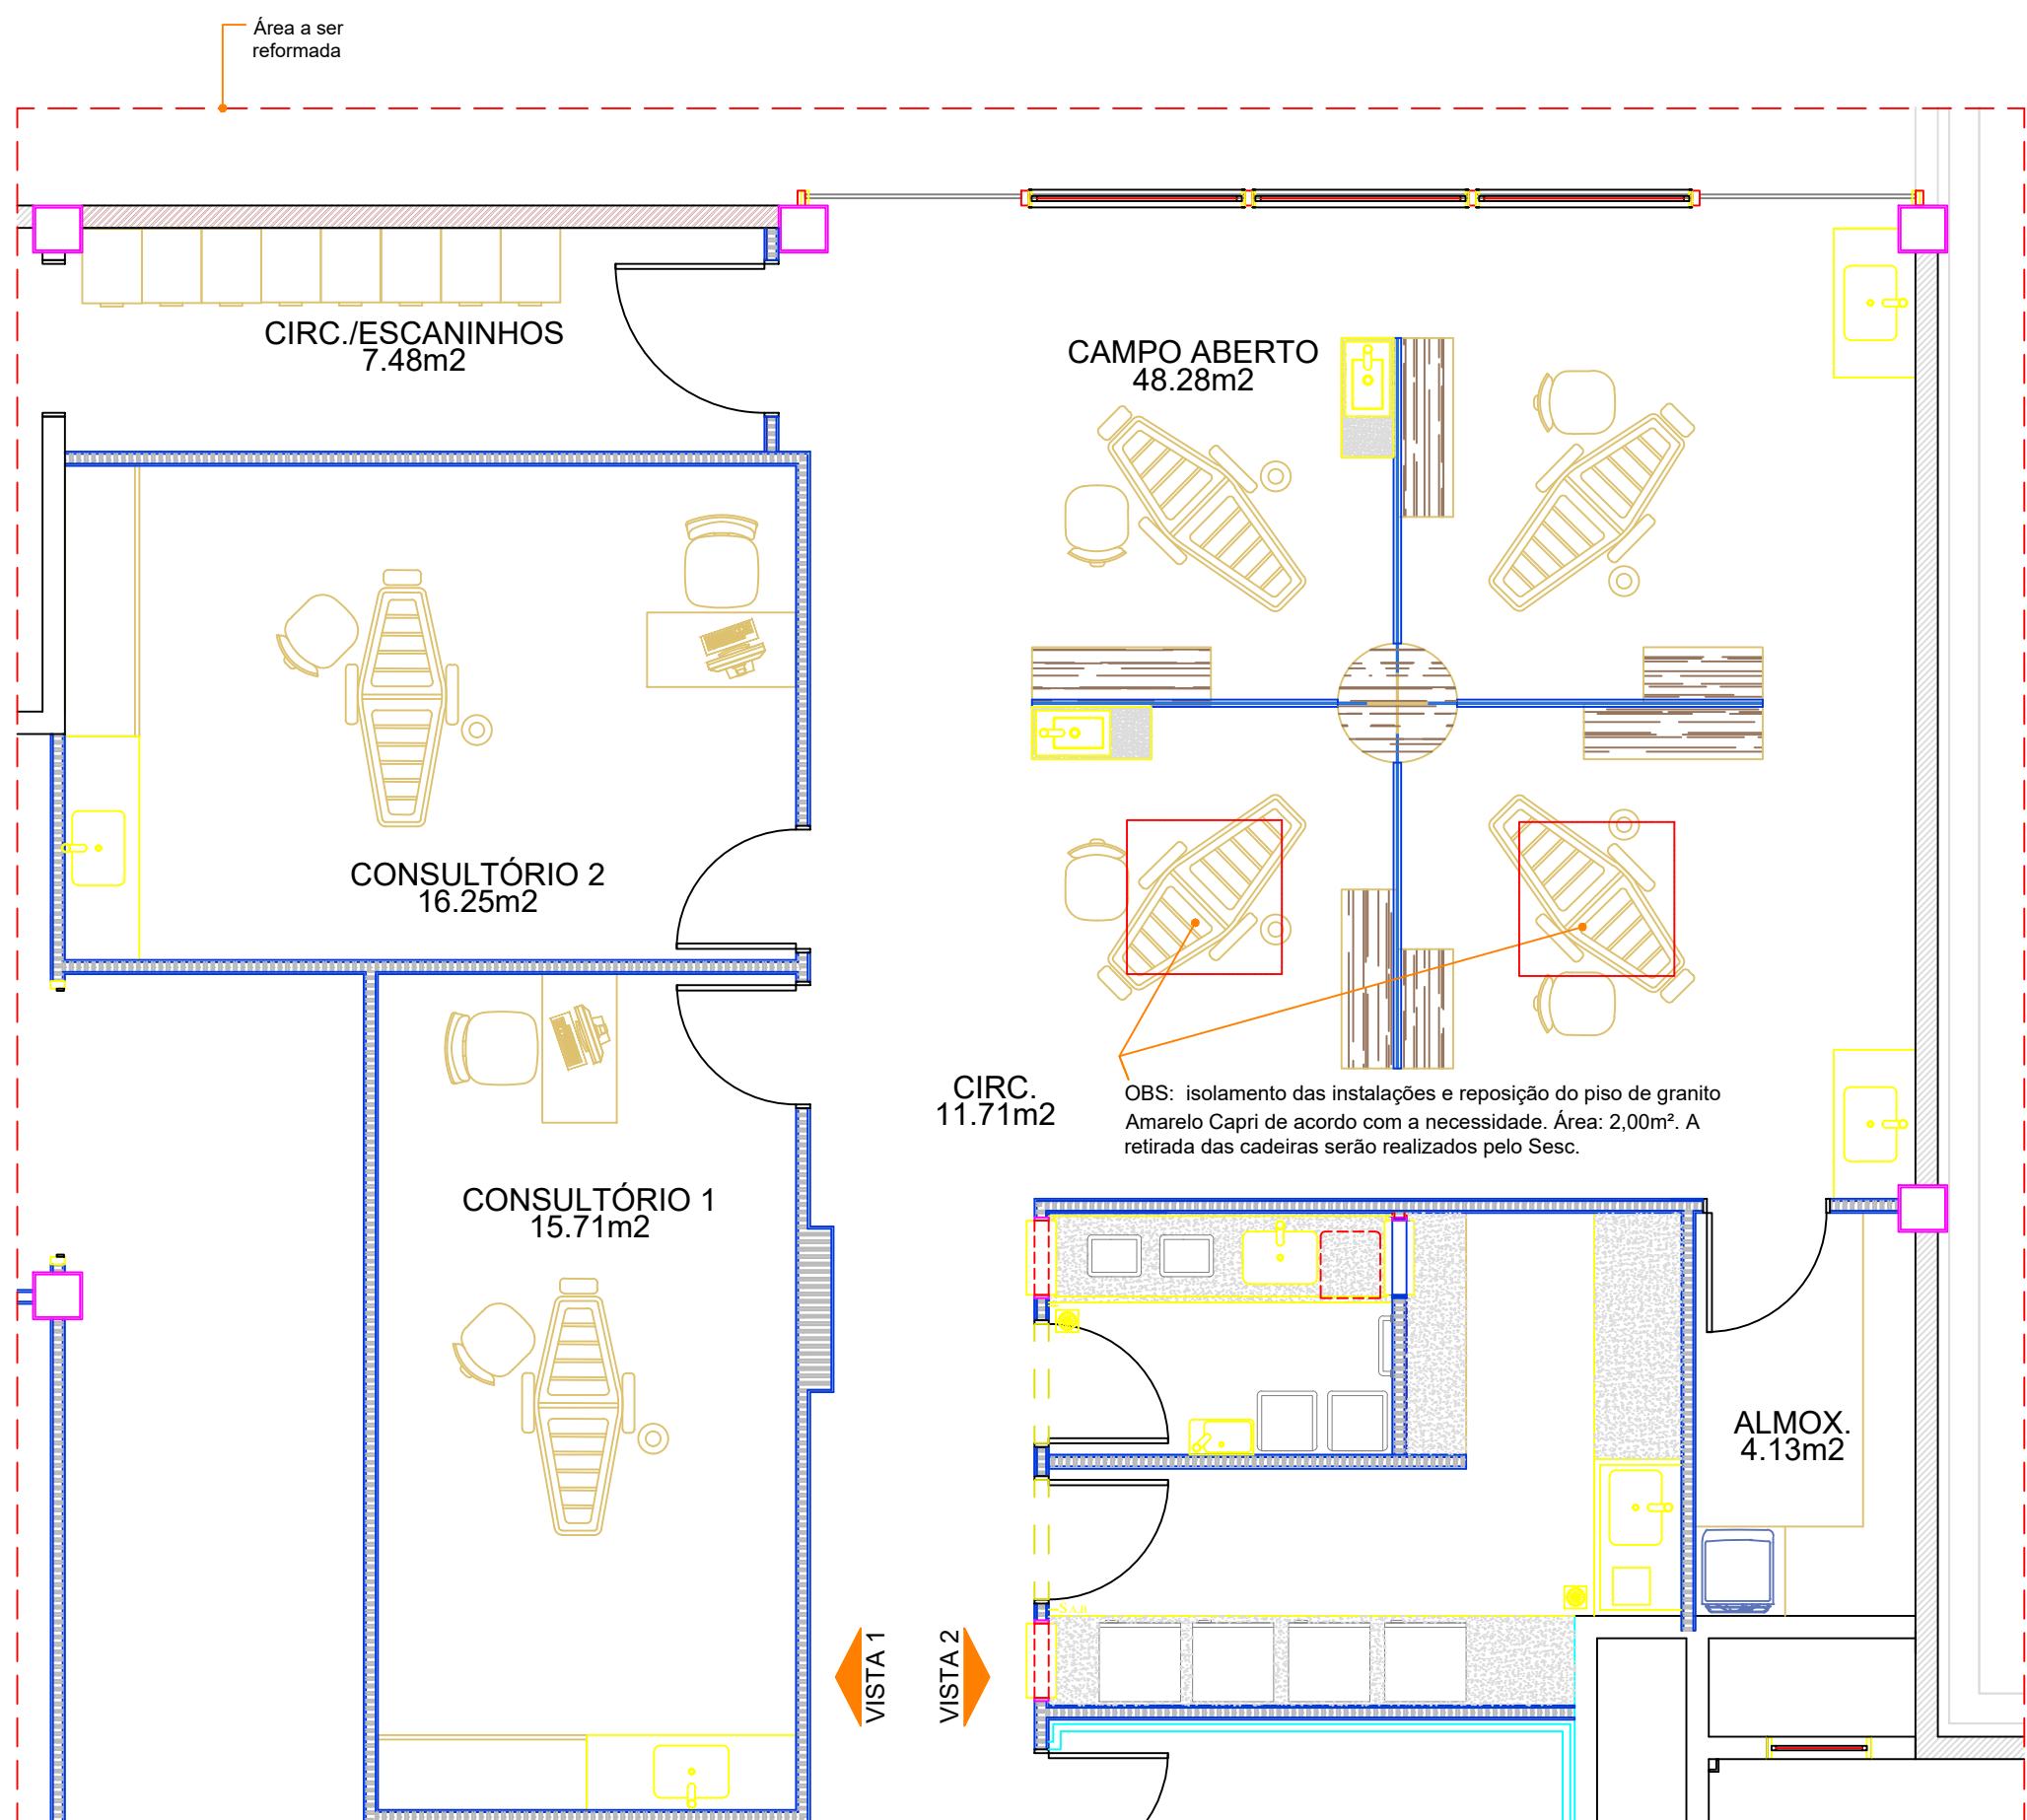 Área a ser
reformada
CIRC./ESCANINHOS
7.48m2
CAMPO ABERTO
48.28m2
CONSULTÓRIO 2
16.25m2
CIRC.
11.71m2
OBS: isolamento das instalações e reposição do piso de granito
Amarelo Capri de acordo com a necessidade. Área: 2,00m². A
retirada das cadeiras serão realizados pelo Sesc.
CONSULTÓRIO 1
15.71m2
ALMOX.
4.13m2
SAB
VISTA 1
VISTA 2